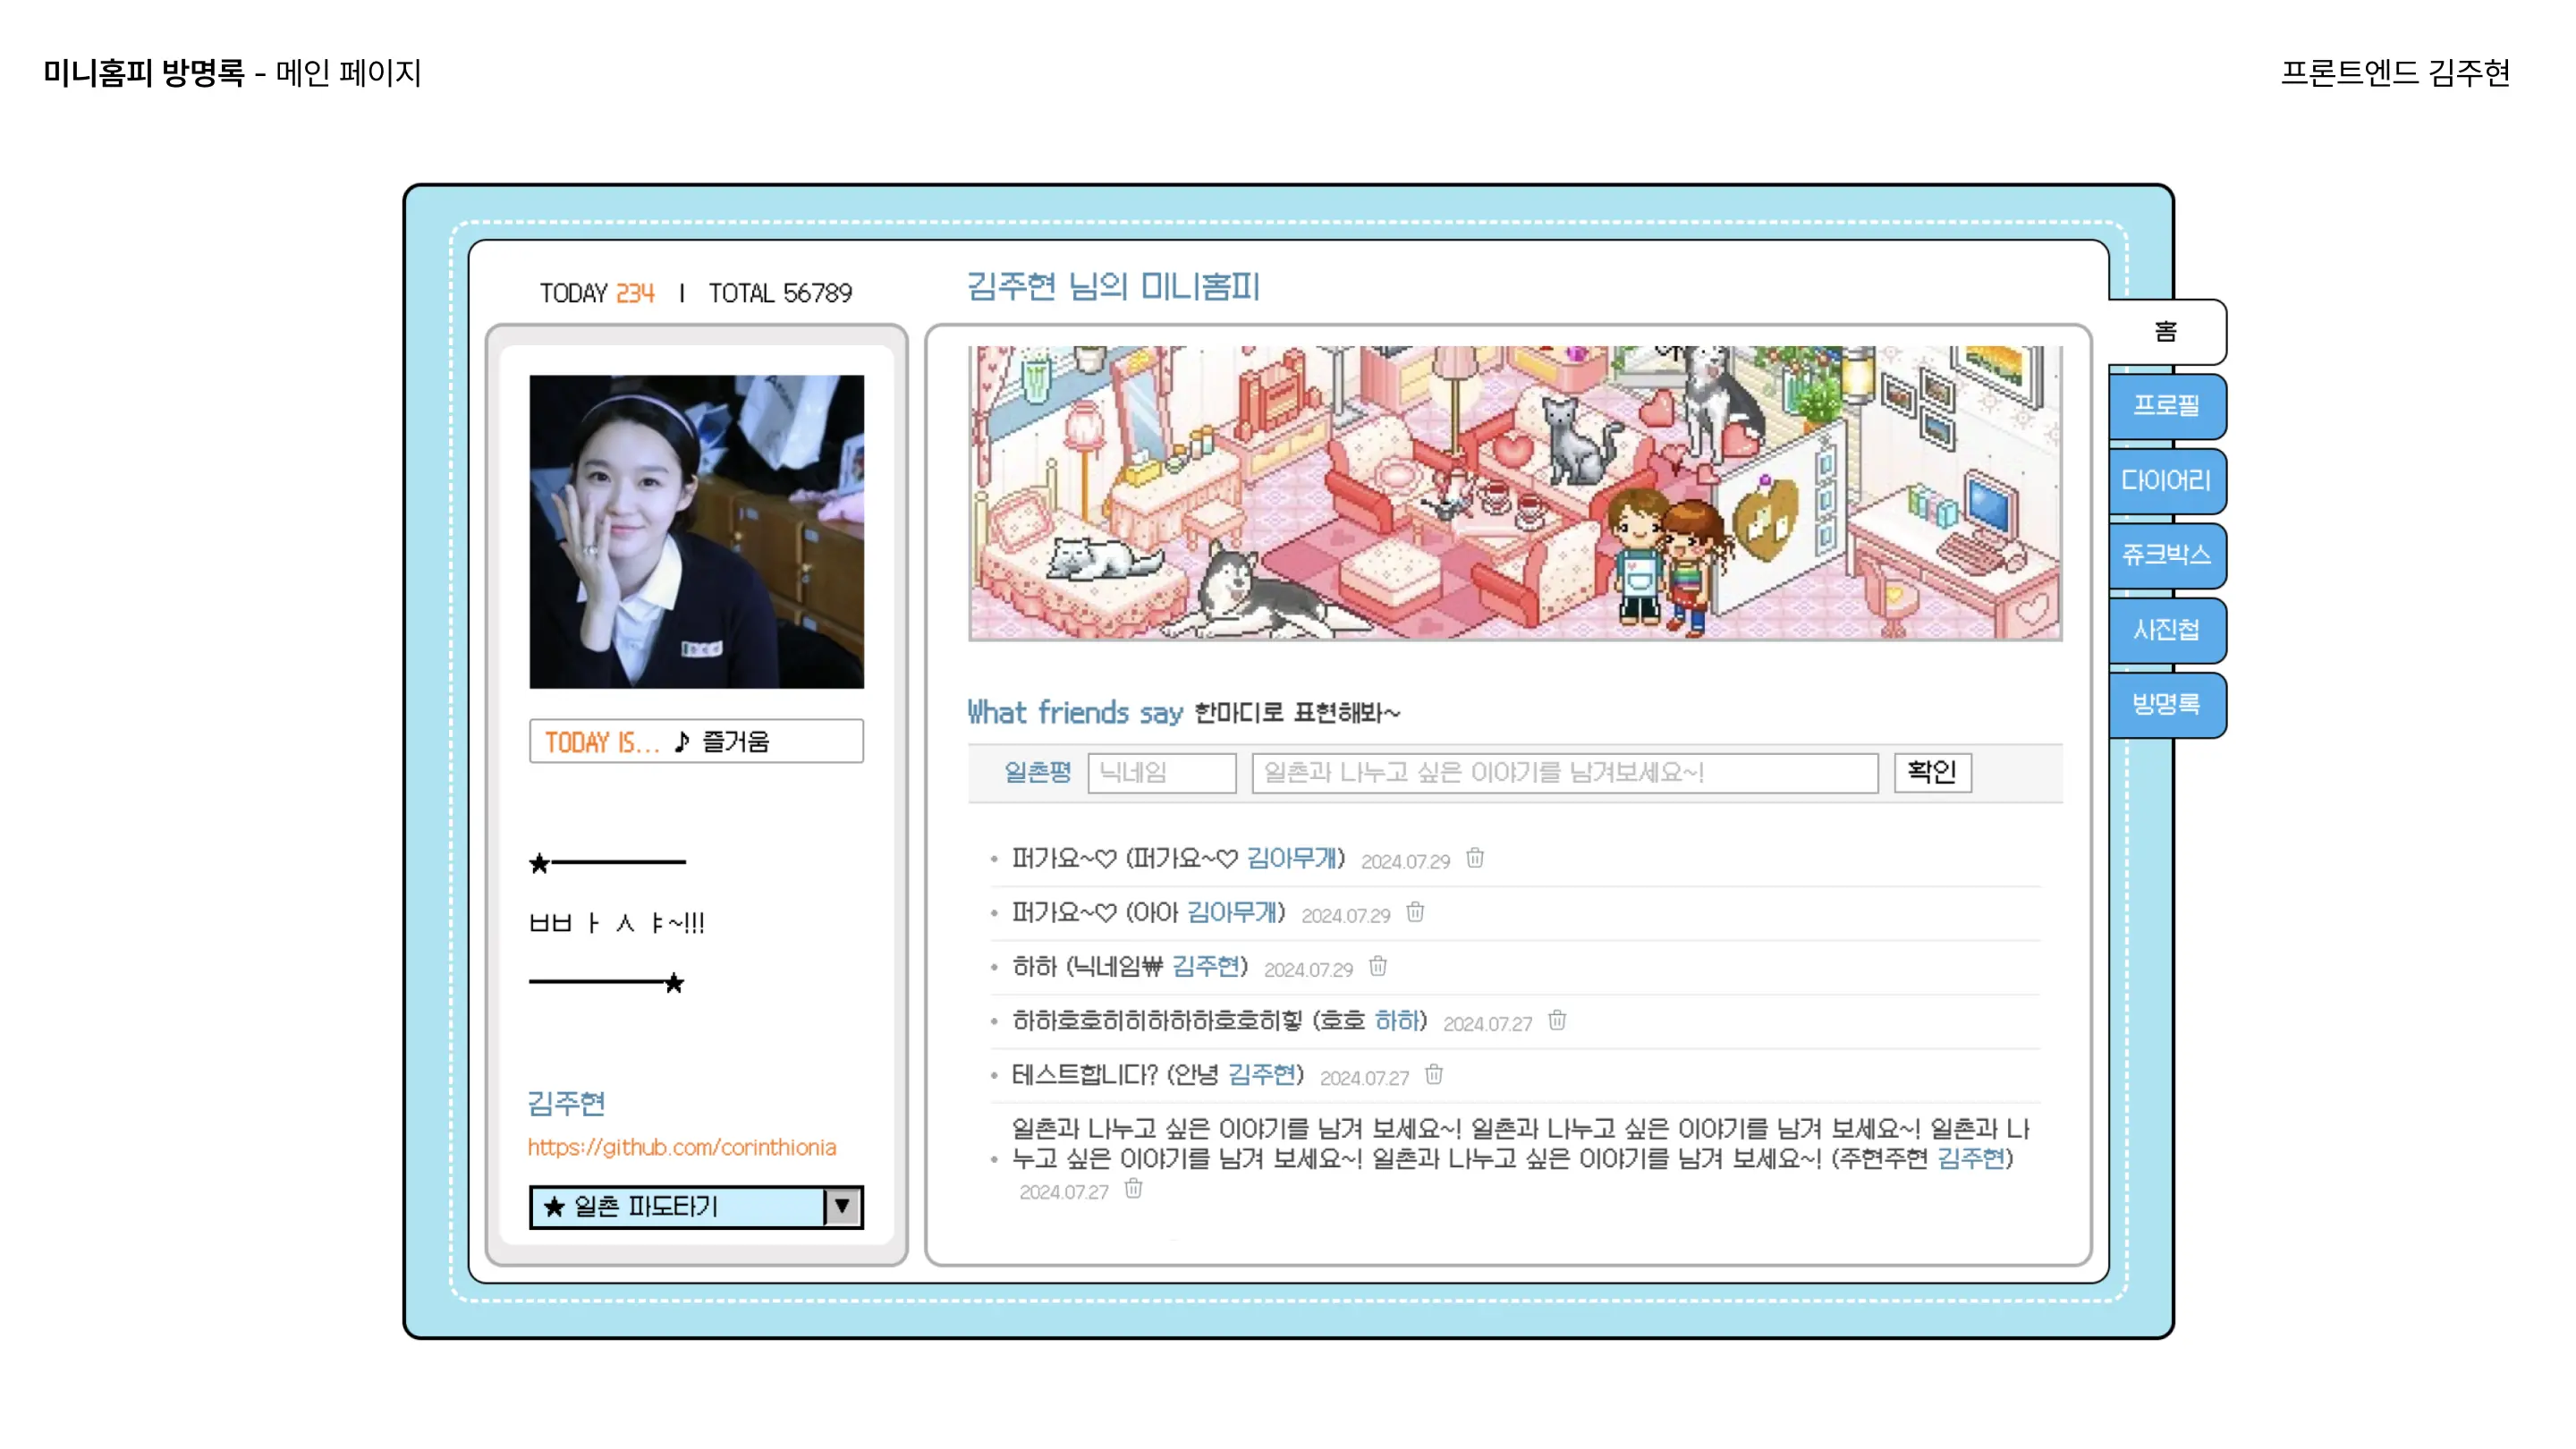 미니홈피 방명록 - 메인 페이지
프론트엔드 김주현
TODAY 234 | TOTAL 56789
김주현 님의 미니홈피
홈
프로필
다이어리
쥬크박스
사진첩
방명록
TODAY IS... ♪ 즐거움
★──────
ㅃㅏㅅㅑ~!!!
──────★
김주현
https://github.com/corinthionia
★ 일촌 파도타기 ▼
What friends say 한마디로 표현해봐~
일촌평 닉네임 일촌과 나누고 싶은 이야기를 남겨보세요~! 확인
• 퍼가요~♡ (퍼가요~♡ 김아무개) 2024.07.29
• 퍼가요~♡ (아아 김아무개) 2024.07.29
• 하하 (닉네임₩ 김주현) 2024.07.29
• 하하호호히히하하하호호히힣 (호호 하하) 2024.07.27
• 테스트합니다? (안녕 김주현) 2024.07.27
일촌과 나누고 싶은 이야기를 남겨 보세요~! 일촌과 나누고 싶은 이야기를 남겨 보세요~! 일촌과 나
• 누고 싶은 이야기를 남겨 보세요~! 일촌과 나누고 싶은 이야기를 남겨 보세요~! (주현주현 김주현)
2024.07.27